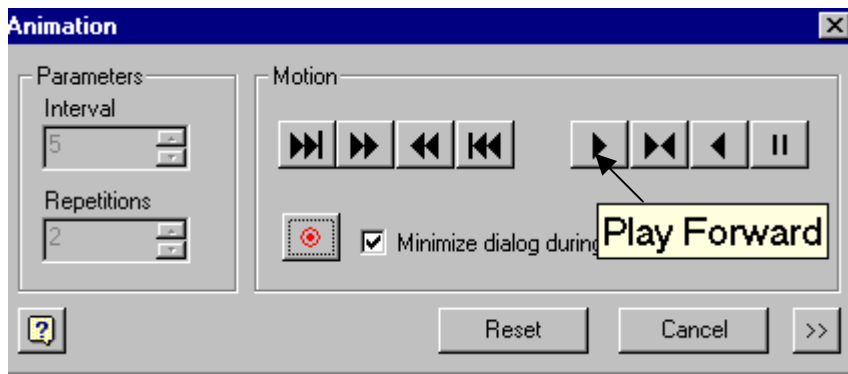 Animation
Parameters
Interval
5
Repetitions
2
Motion
Minimize dialog during
Play Forward
Reset
Cancel
>>